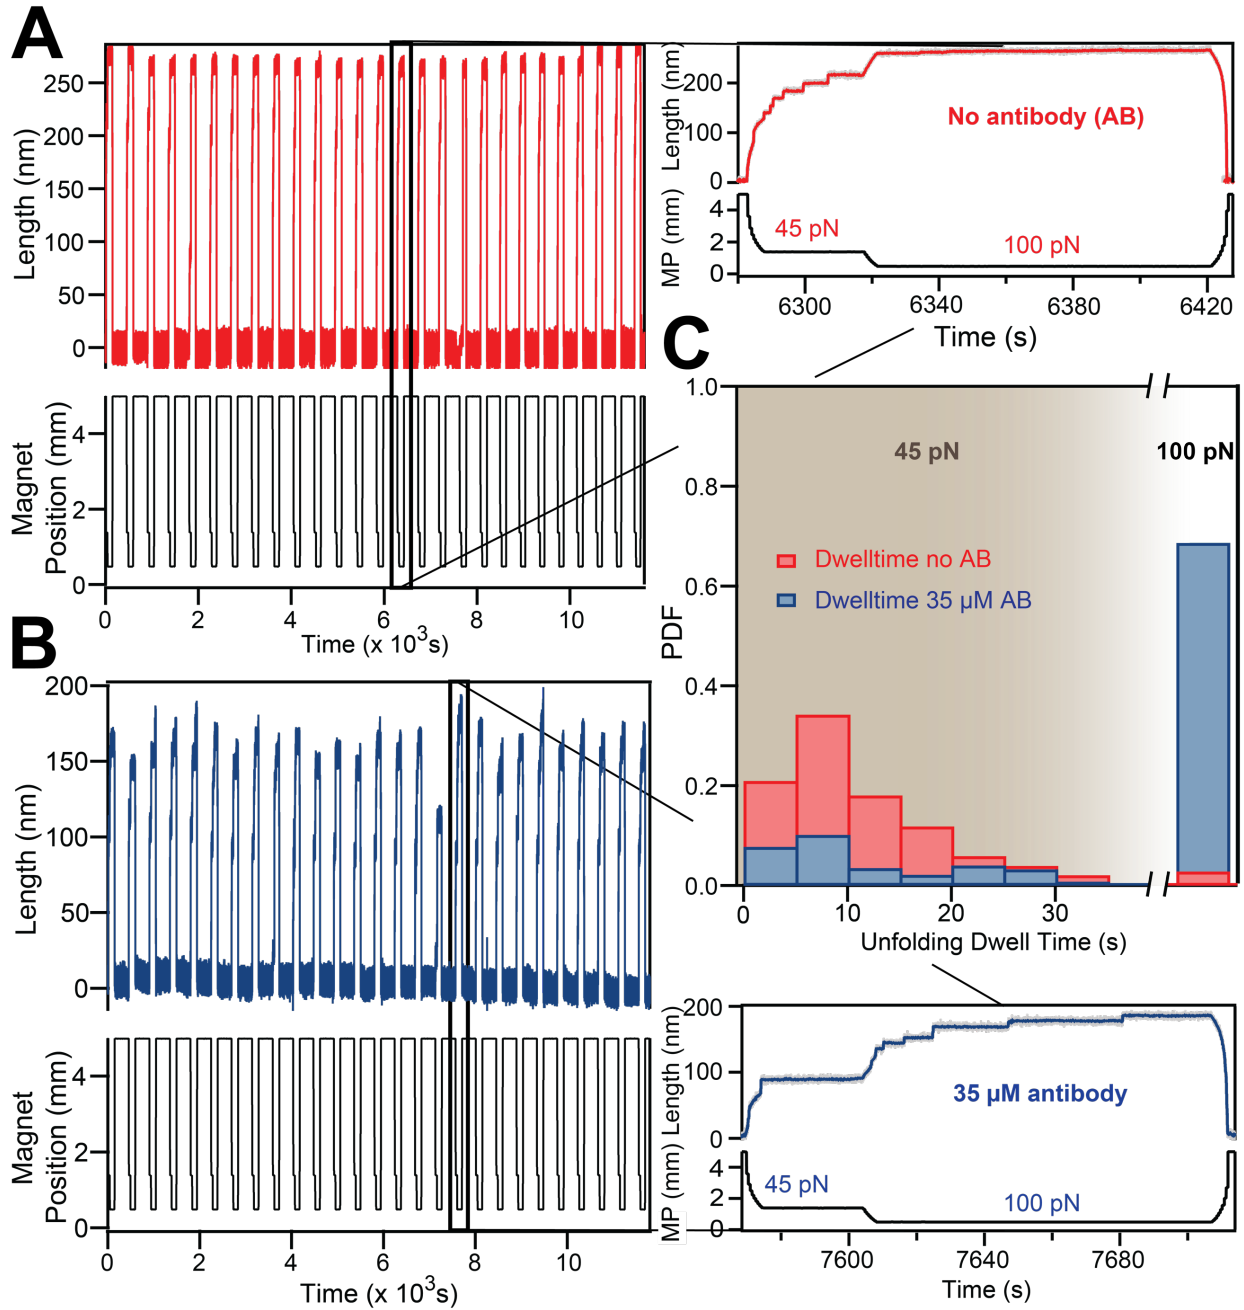 A
Length (nm)
250
200
150
100
50
0
Magnet
Position (mm)
4
2
0
0 2 4 6 8 10
Time (x 10³s)
Length (nm)
200
100
0
No antibody (AB)
MP (mm)
4
2
0
45 pN
100 pN
6300 6340 6380 6420
Time (s)
B
Length (nm)
200
150
100
50
0
Magnet
Position (mm)
4
2
0
0 2 4 6 8 10
Time (x 10³s)
C
PDF
1.0
0.8
0.6
0.4
0.2
0.0
45 pN
100 pN
Dwelltime no AB
Dwelltime 35 µM AB
0 10 20 30
Unfolding Dwell Time (s)
Length (nm)
200
100
0
35 µM antibody
MP (mm)
4
2
0
45 pN
100 pN
7600 7640 7680
Time (s)